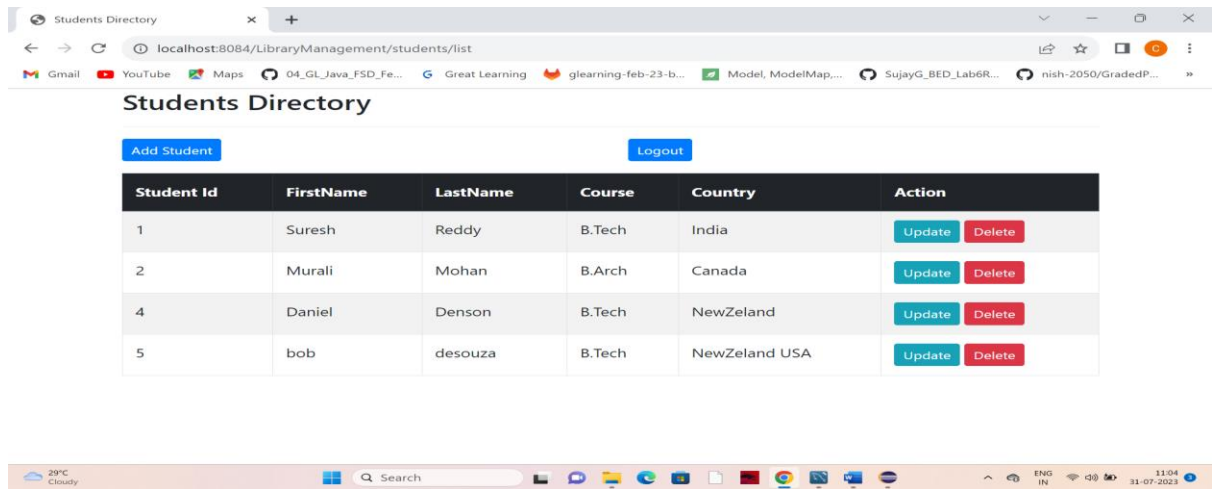 Students Directory
localhost:8084/LibraryManagement/students/list
C
Gmail YouTube Maps 04_GL_Java_FSD_Fe... G Great Learning glearning-feb-23-b... Model, ModelMap,... SujayG_BED_Lab6R... nish-2050/GradedP... »
Students Directory
Add Student Logout
Student Id FirstName LastName Course Country Action
1 Suresh Reddy B.Tech India Update Delete
2 Murali Mohan B.Arch Canada Update Delete
4 Daniel Denson B.Tech NewZeland Update Delete
5 bob desouza B.Tech NewZeland USA Update Delete
29°C
Cloudy
Search
ENG
IN
11:04
31-07-2023
3